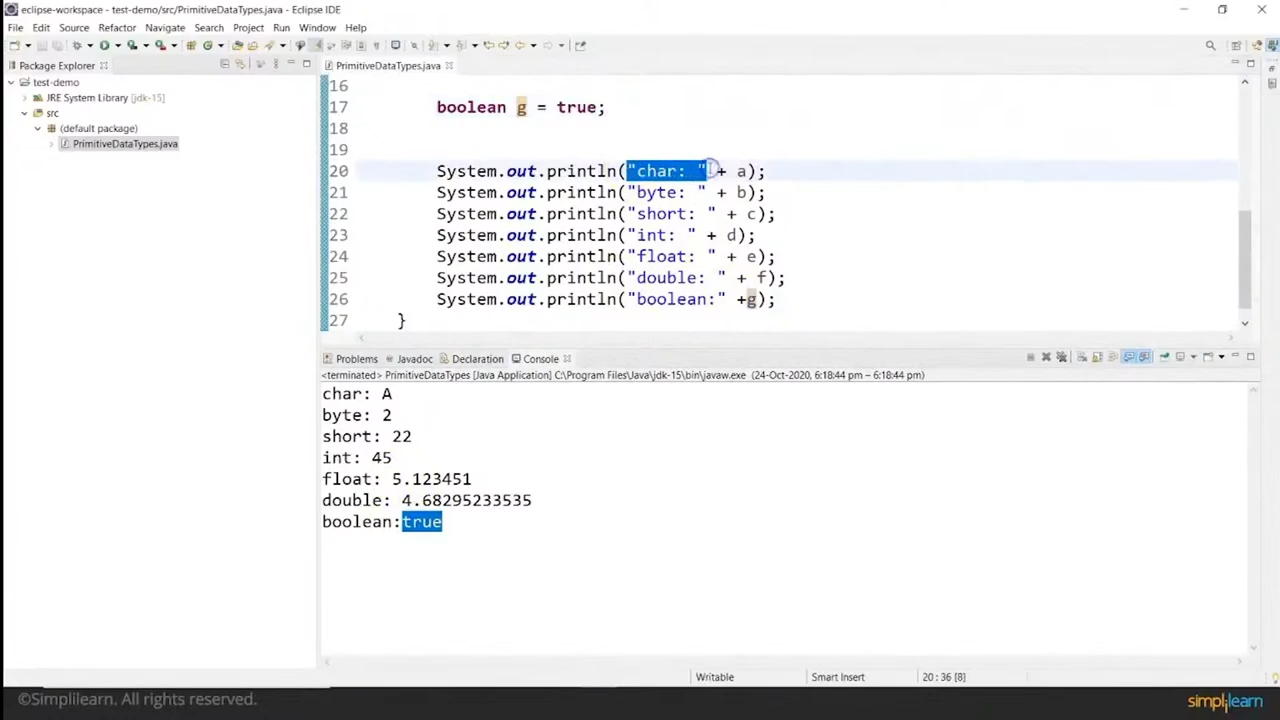 eclipse-workspace - test-demo/src/PrimitiveDataTypes.java - Eclipse IDE
File Edit Source Refactor Navigate Search Project Run Window Help
Package Explorer
test-demo
JRE System Library [jdk-15]
src
(default package)
PrimitiveDataTypes.java
PrimitiveDataTypes.java
16
17 boolean g = true;
18
19
20 System.out.println("char: " + a);
21 System.out.println("byte: " + b);
22 System.out.println("short: " + c);
23 System.out.println("int: " + d);
24 System.out.println("float: " + e);
25 System.out.println("double: " + f);
26 System.out.println("boolean:" +g);
27 }
Problems Javadoc Declaration Console
<terminated> PrimitiveDataTypes [Java Application] C:\Program Files\Java\jdk-15\bin\javaw.exe (24-Oct-2020, 6:18:44 pm – 6:18:44 pm)
char: A
byte: 2
short: 22
int: 45
float: 5.123451
double: 4.68295233535
boolean:true
Writable Smart Insert 20 : 36 [8]
©Simplilearn. All rights reserved.
simplilearn